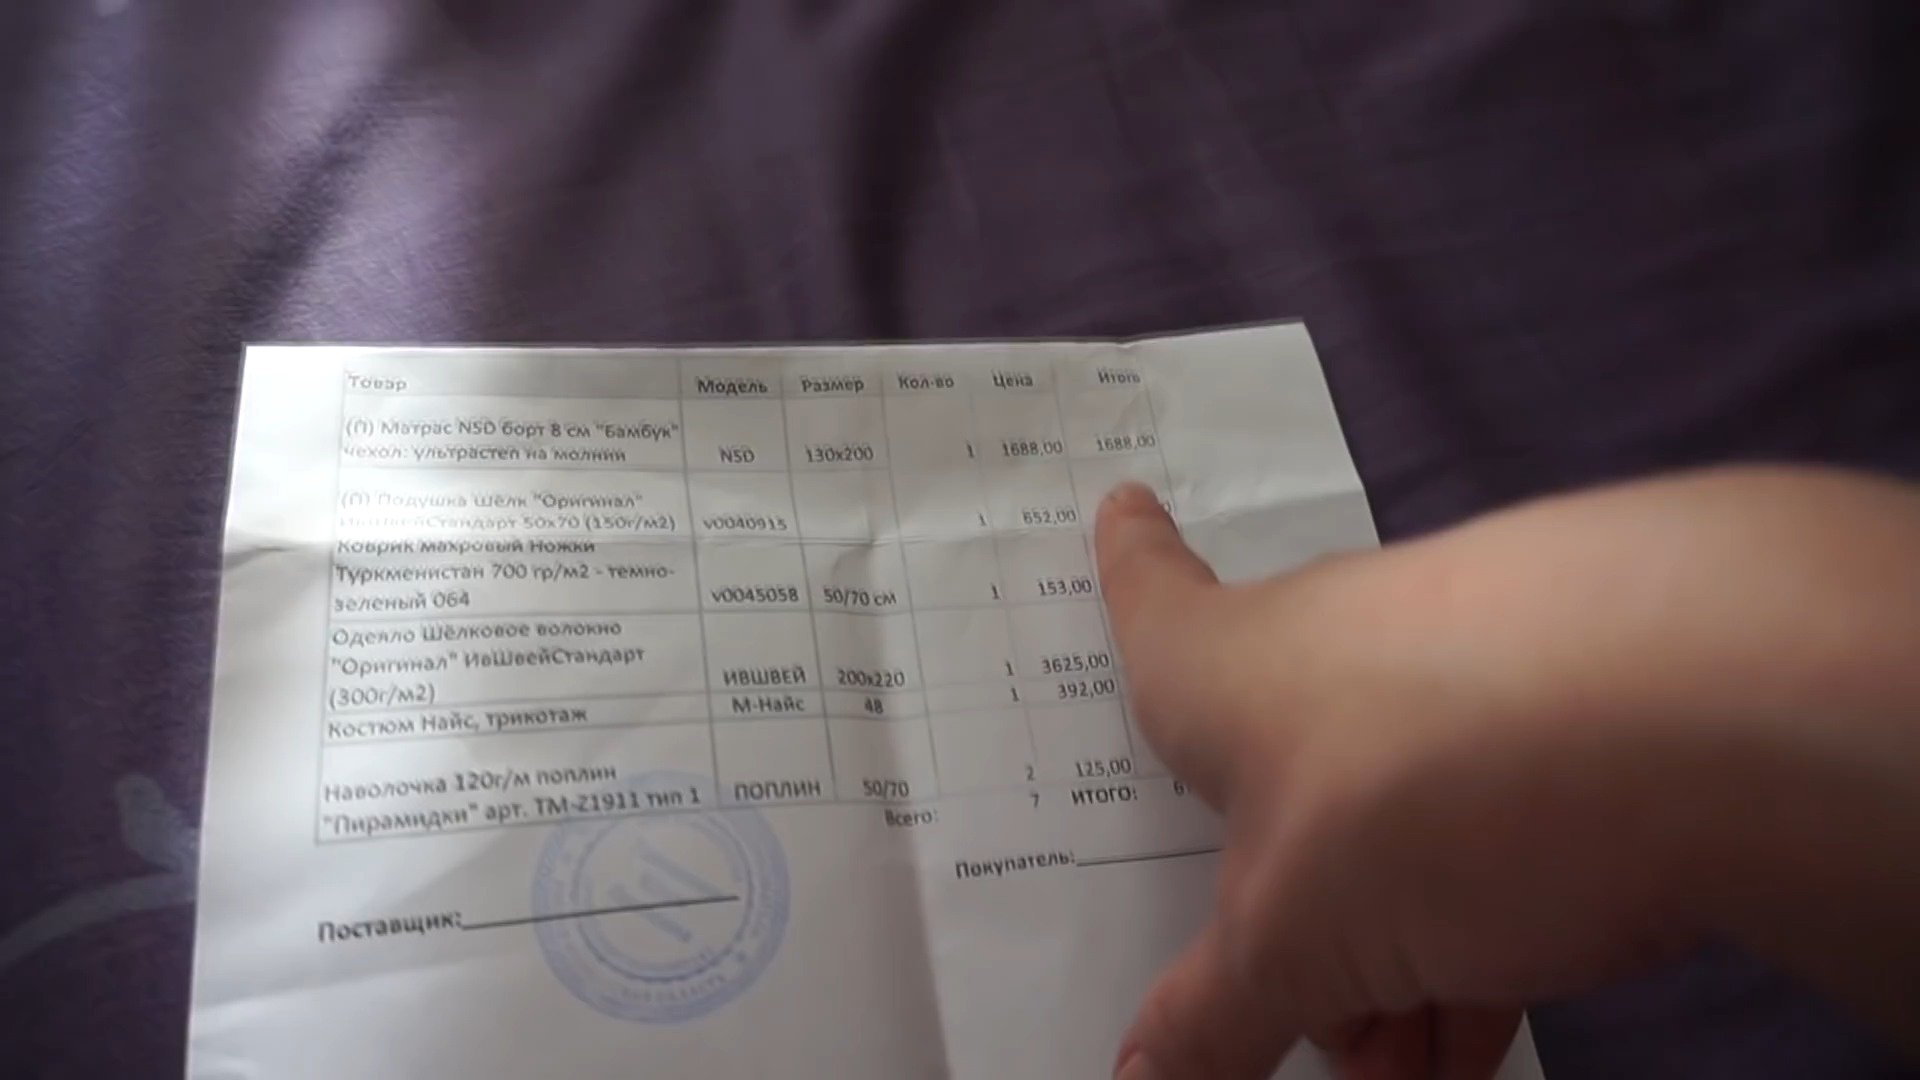 Товар Модель Размер Кол-во Цена Итого
(П) Матрас NSD борт 8 см "Бамбук"
чехол: ультрастеп на молнии NSD 130x200 1 1688,00 1688,00
(П) Подушка Шёлк "Оригинал"
ИвШвейСтандарт 50x70 (150г/м2) v0040915 1 652,00
Коврик махровый Ножки
Туркменистан 700 гр/м2 - темно-
зеленый 064 v0045058 50/70 см 1 153,00
Одеяло Шёлковое волокно
"Оригинал" ИвШвейСтандарт
(300г/м2) ИВШВЕЙ 200x220 1 3625,00
Костюм Найс, трикотаж М-Найс 48 1 392,00
Наволочка 120г/м поплин
"Пирамидки" арт. ТМ-Z1911 тип 1 ПОПЛИН 50/70 2 125,00
Всего: 7 ИТОГО:
Покупатель:
Поставщик: